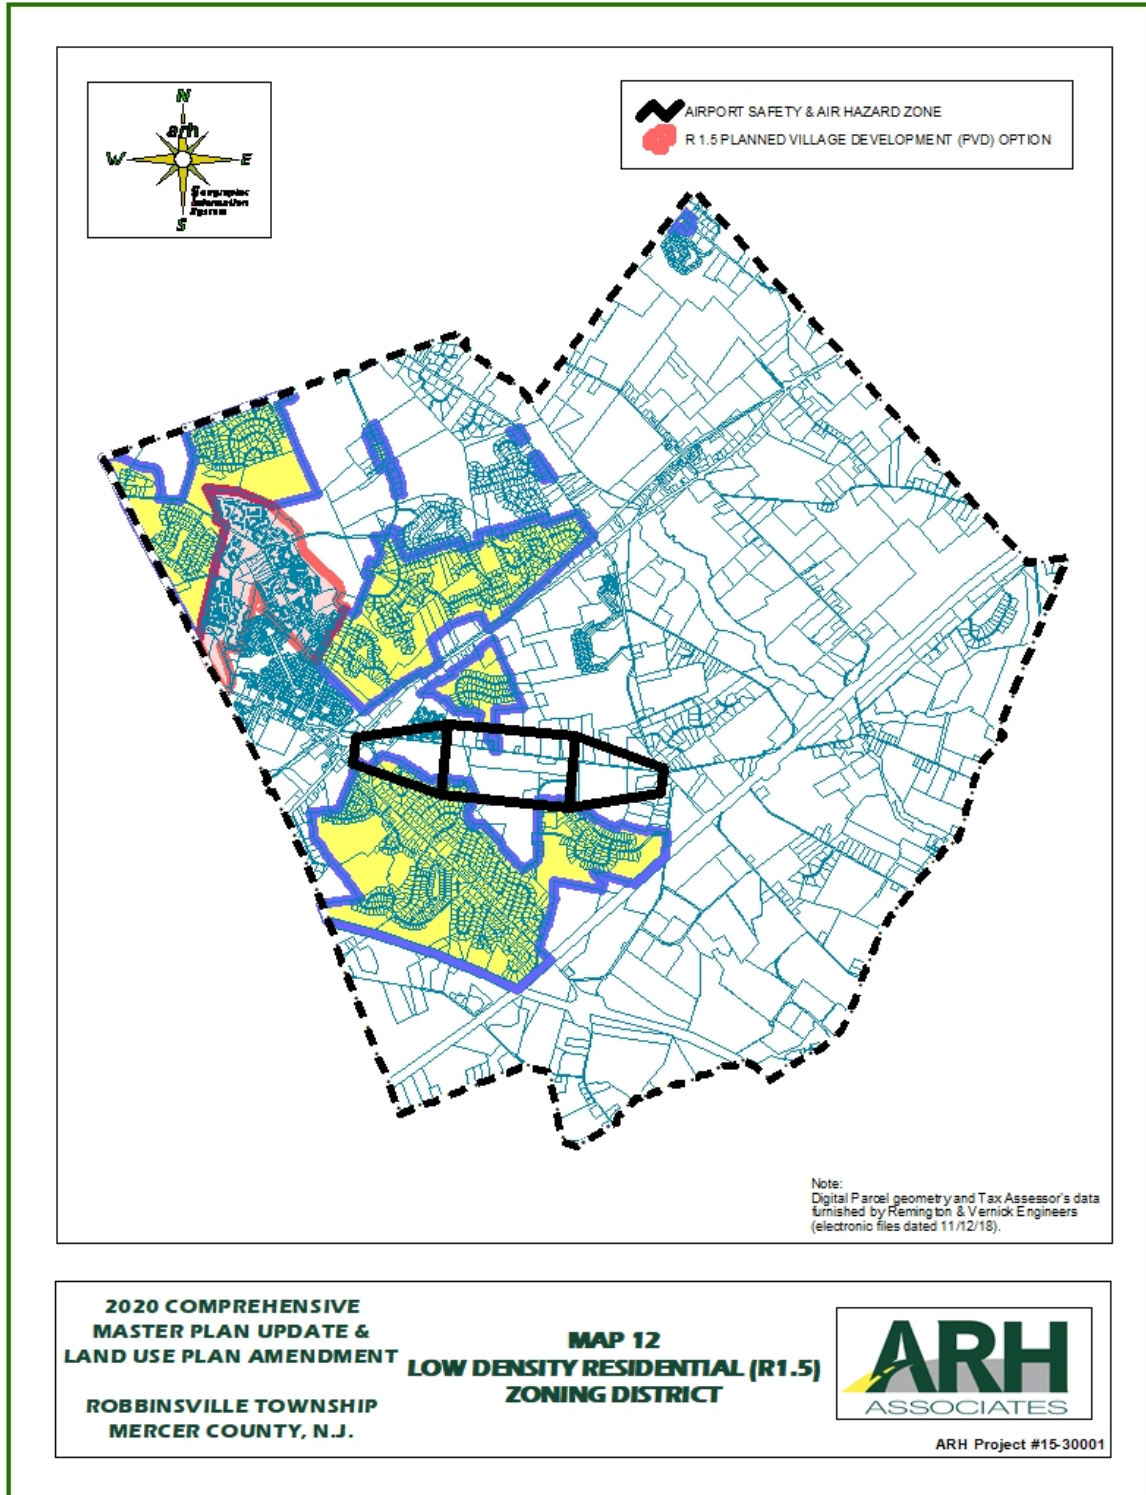 N
arh
W E
Geographic
Information
System
S
AIRPORT SAFETY & AIR HAZARD ZONE
R 1.5 PLANNED VILLAGE DEVELOPMENT (PVD) OPTION
Note:
Digital Parcel geometry and Tax Assessor's data
furnished by Remington & Vernick Engineers
(electronic files dated 11/12/18).
2020 COMPREHENSIVE
MASTER PLAN UPDATE &
LAND USE PLAN AMENDMENT
ROBBINSVILLE TOWNSHIP
MERCER COUNTY, N.J.
MAP 12
LOW DENSITY RESIDENTIAL (R1.5)
ZONING DISTRICT
ARH
ASSOCIATES
ARH Project #15-30001